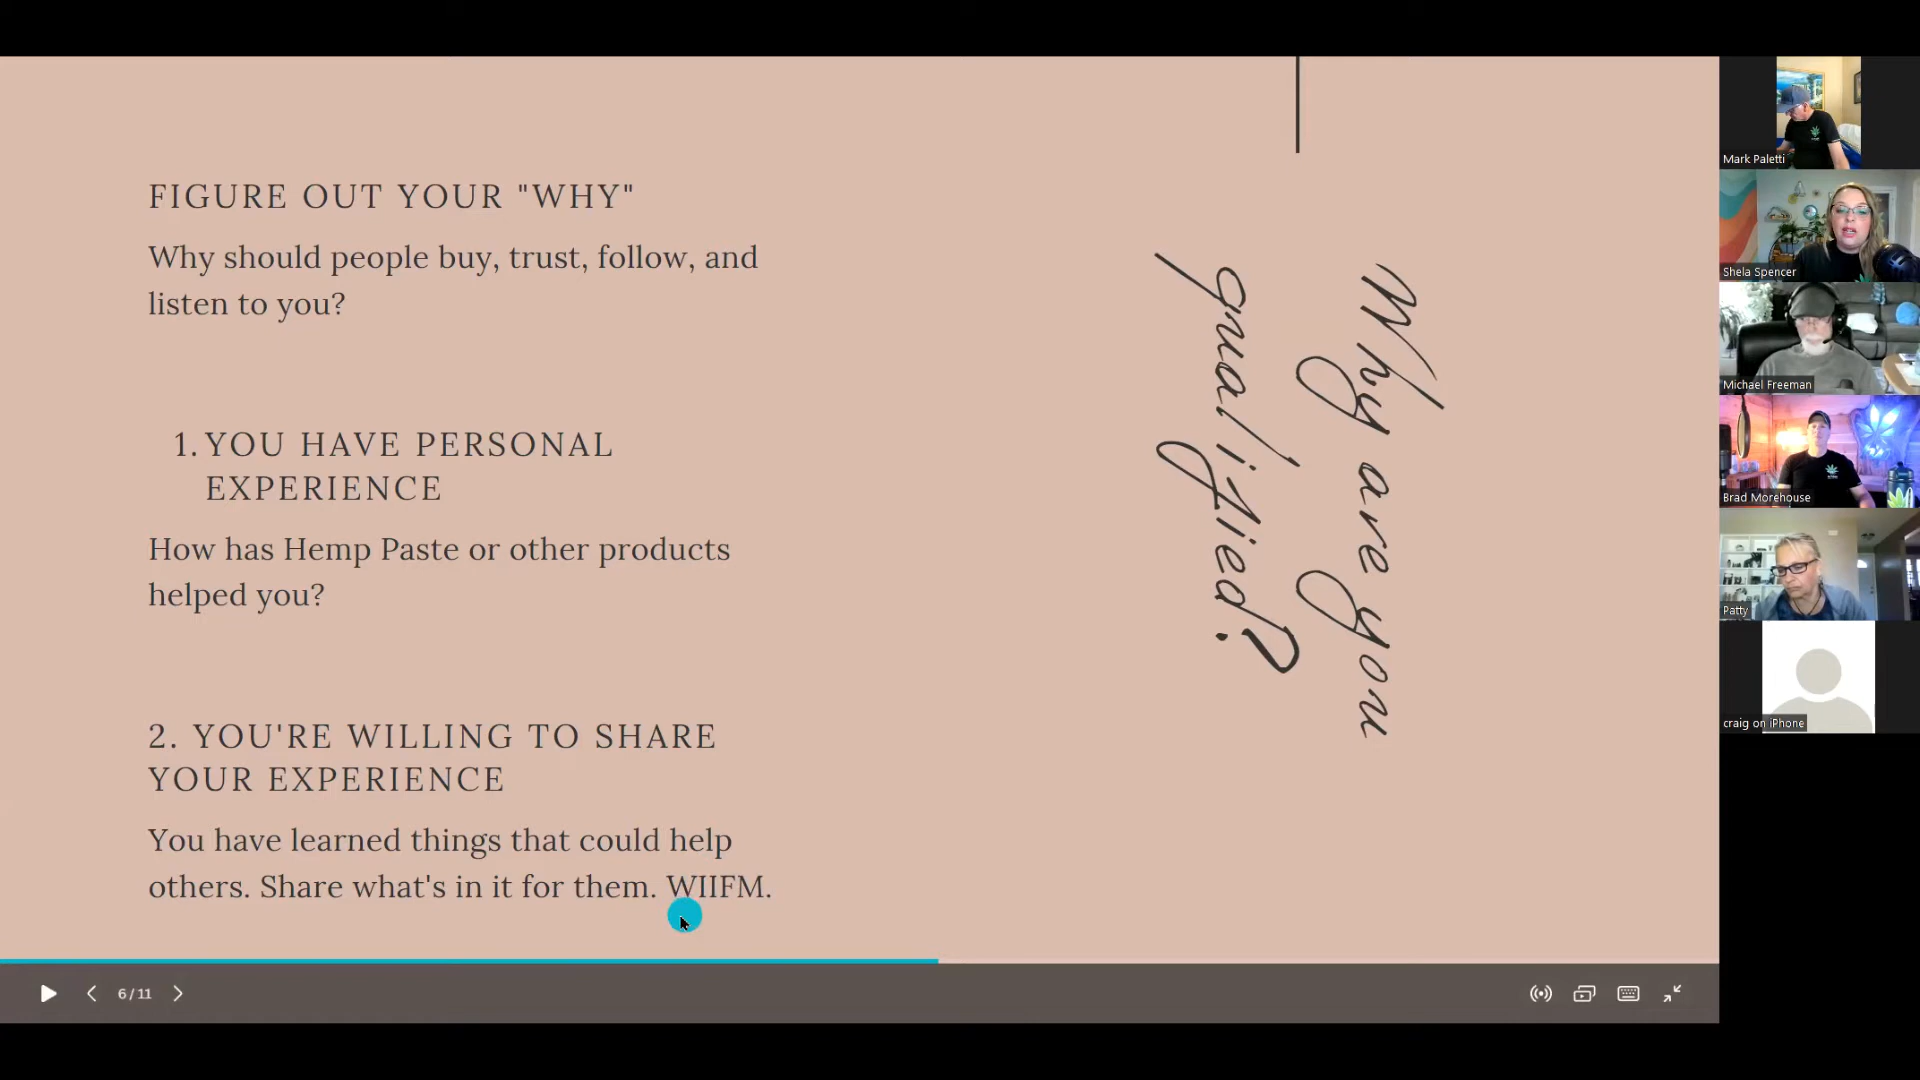 FIGURE OUT YOUR "WHY"
Why should people buy, trust, follow, and
listen to you?
1. YOU HAVE PERSONAL
EXPERIENCE
How has Hemp Paste or other products
helped you?
2. YOU'RE WILLING TO SHARE
YOUR EXPERIENCE
You have learned things that could help
others. Share what's in it for them. WIIFM.
Why are you
qualified?
6 / 11
Mark Paletti
Shela Spencer
Michael Freeman
Brad Morehouse
Patty
craig on iPhone